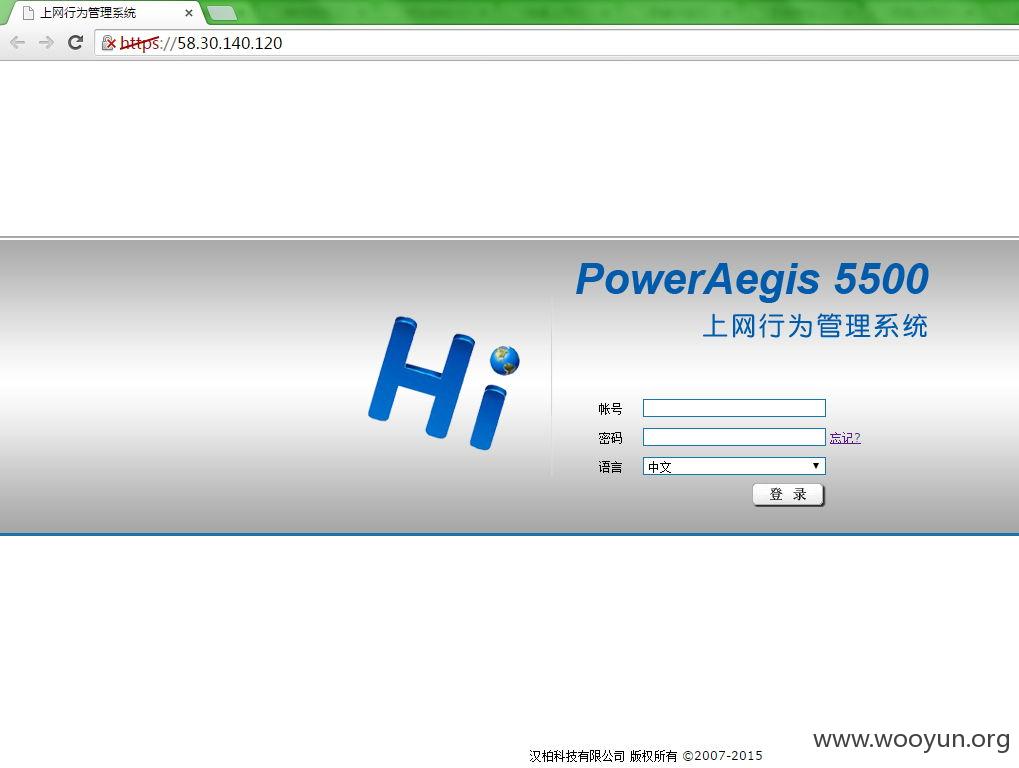 上网行为管理系统
https://58.30.140.120
PowerAegis 5500
上网行为管理系统
Hi
帐号
密码 忘记?
语言 中文
登 录
www.wooyun.org
汉柏科技有限公司 版权所有 ©2007-2015